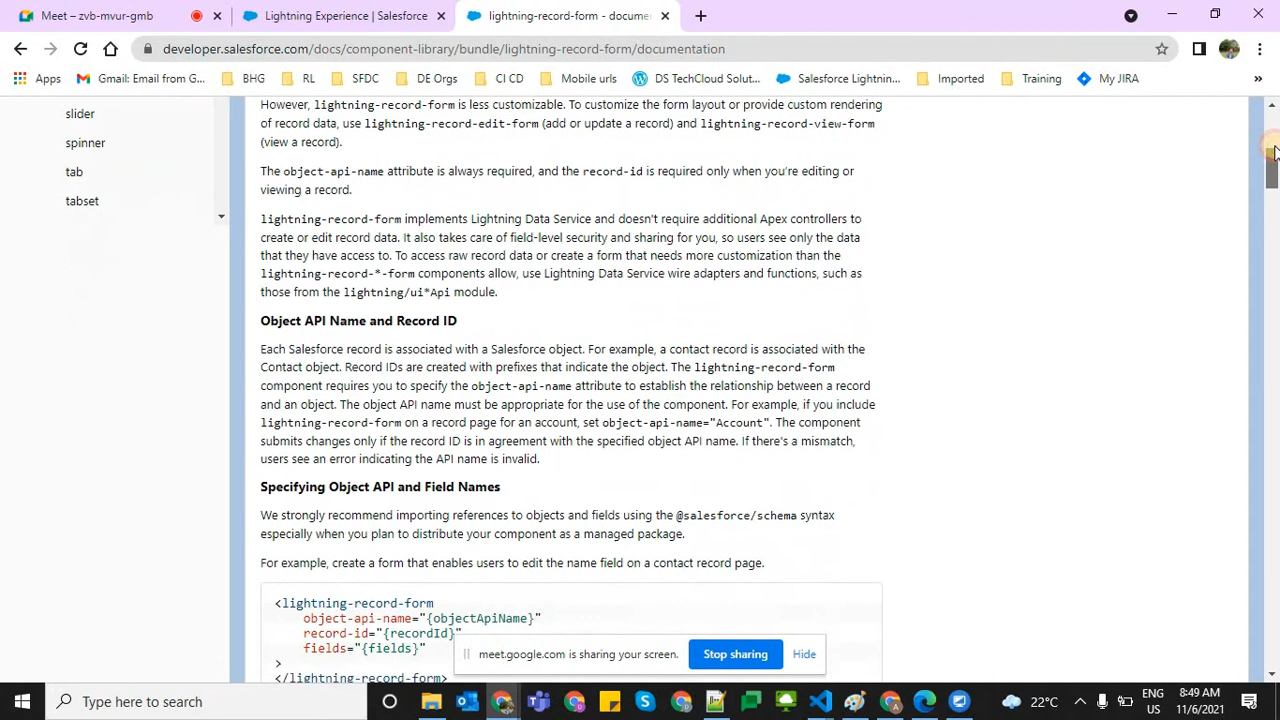 Meet – zvb-mvur-gmb
Lightning Experience | Salesforce
lightning-record-form - docume
developer.salesforce.com/docs/component-library/bundle/lightning-record-form/documentation
Apps
Gmail: Email from G...
BHG
RL
SFDC
DE Orgs
CI CD
Mobile urls
DS TechCloud Solut...
Salesforce Lightnin...
Imported
Training
My JIRA
»
slider
spinner
tab
tabset
However, lightning-record-form is less customizable. To customize the form layout or provide custom rendering
of record data, use lightning-record-edit-form (add or update a record) and lightning-record-view-form
(view a record).
The object-api-name attribute is always required, and the record-id is required only when you're editing or
viewing a record.
lightning-record-form implements Lightning Data Service and doesn't require additional Apex controllers to
create or edit record data. It also takes care of field-level security and sharing for you, so users see only the data
that they have access to. To access raw record data or create a form that needs more customization than the
lightning-record-*-form components allow, use Lightning Data Service wire adapters and functions, such as
those from the lightning/ui*Api module.
Object API Name and Record ID
Each Salesforce record is associated with a Salesforce object. For example, a contact record is associated with the
Contact object. Record IDs are created with prefixes that indicate the object. The lightning-record-form
component requires you to specify the object-api-name attribute to establish the relationship between a record
and an object. The object API name must be appropriate for the use of the component. For example, if you include
lightning-record-form on a record page for an account, set object-api-name="Account". The component
submits changes only if the record ID is in agreement with the specified object API name. If there's a mismatch,
users see an error indicating the API name is invalid.
Specifying Object API and Field Names
We strongly recommend importing references to objects and fields using the @salesforce/schema syntax
especially when you plan to distribute your component as a managed package.
For example, create a form that enables users to edit the name field on a contact record page.
<lightning-record-form
object-api-name="{objectApiName}"
record-id="{recordId}"
fields="{fields}"
>
</lightning-record-form>
meet.google.com is sharing your screen.
Stop sharing
Hide
Type here to search
22°C
ENG
US
8:49 AM
11/6/2021